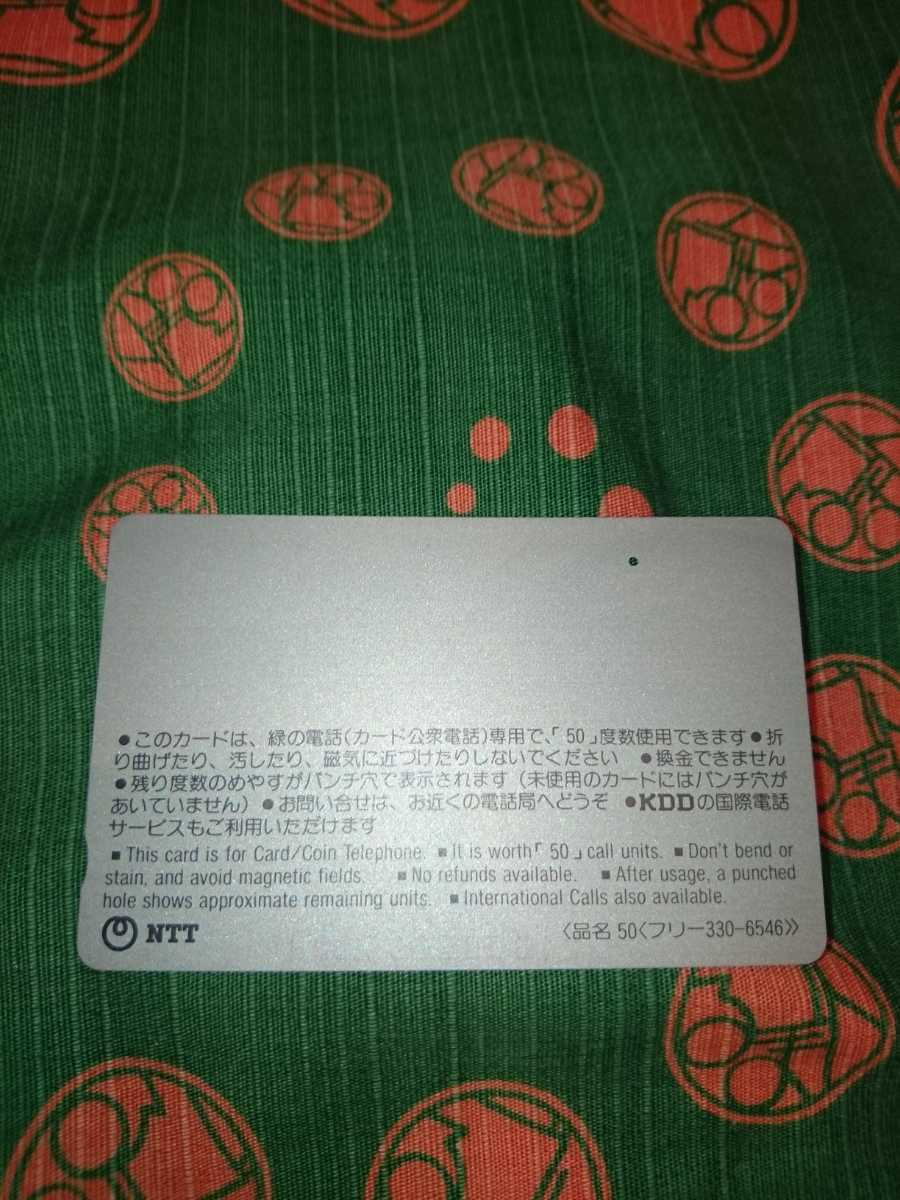 ●このカードは、緑の電話(カード公衆電話)専用で、「50」度数使用できます●折
り曲げたり、汚したり、磁気に近づけたりしないでください　●換金できません
●残り度数のめやすがパンチ穴で表示されます(未使用のカードにはパンチ穴が
あいていません)●お問い合せは、お近くの電話局へどうぞ　●KDDの国際電話
サービスもご利用いただけます
■This card is for Card/Coin Telephone. ■It is worth「50」call units. ■Don't bend or
stain, and avoid magnetic fields. ■No refunds available. ■After usage, a punched
hole shows approximate remaining units. ■International Calls also available.
NTT 〈品名 50〈フリー330-6546》〉